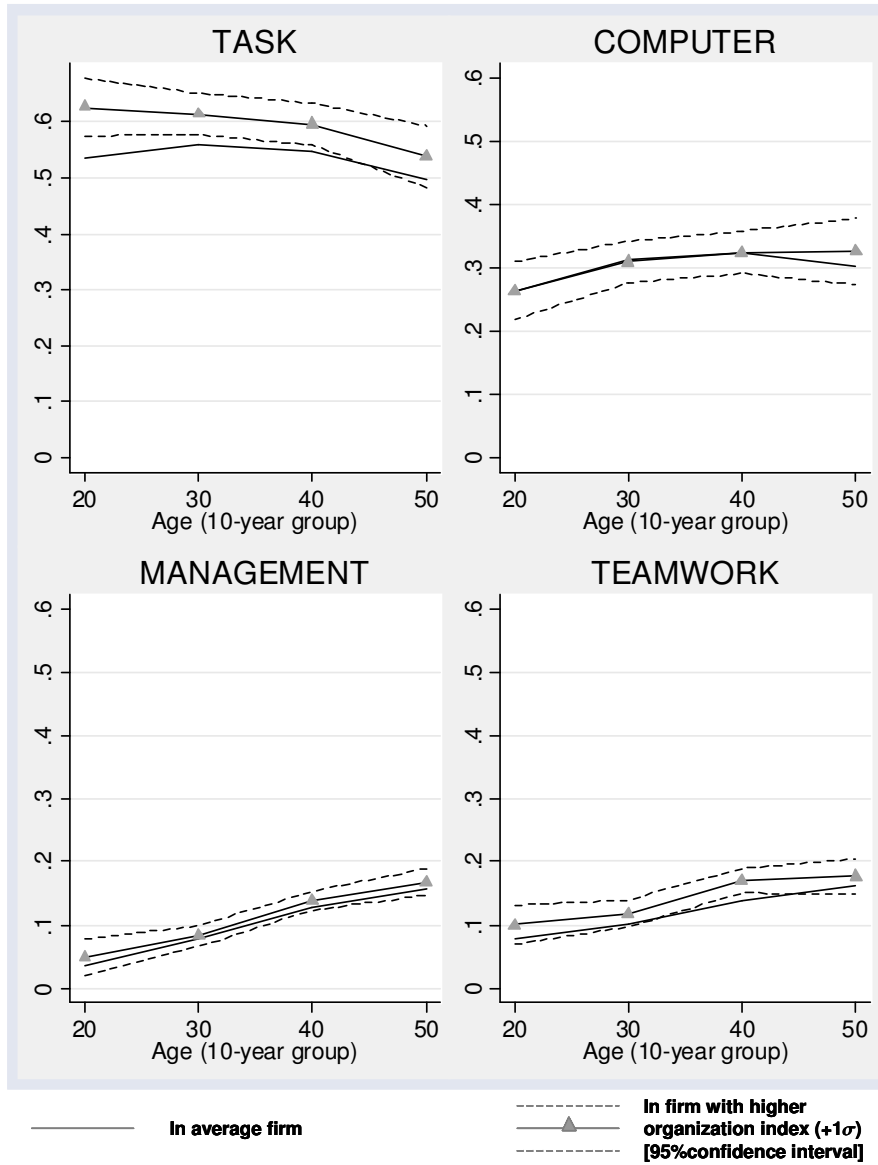 TASK
COMPUTER
.6
.5
.4
.3
.2
.1
0
.6
.5
.4
.3
.2
.1
0
20 30 40 50
20 30 40 50
Age (10-year group)
Age (10-year group)
MANAGEMENT
TEAMWORK
.6
.5
.4
.3
.2
.1
0
.6
.5
.4
.3
.2
.1
0
20 30 40 50
20 30 40 50
Age (10-year group)
Age (10-year group)
In average firm
In firm with higher
organization index (+1σ)
[95%confidence interval]